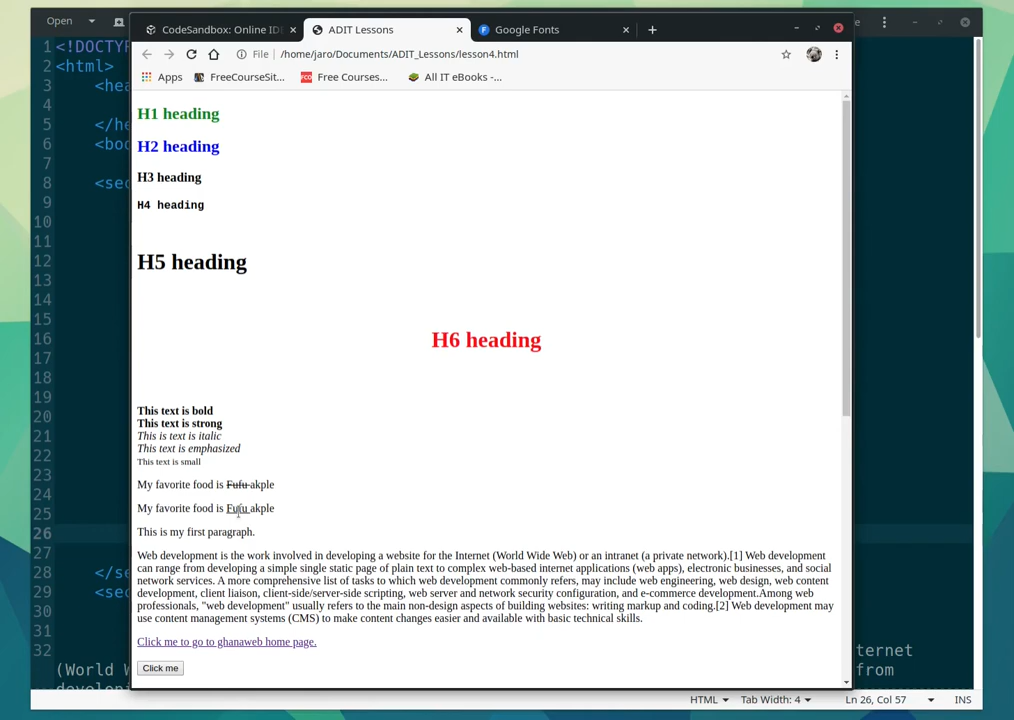 Open
CodeSandbox: Online IDE
ADIT Lessons
Google Fonts
File /home/jaro/Documents/ADIT_Lessons/lesson4.html
Apps FreeCourseSit... Free Courses... All IT eBooks -...
1 <!DOCTYP
2 <html>
3 <hea
4
5 </he
6 <bod
7
8 <sec
9
10
11
12
13
14
15
16
17
18
19
20
21
22
23
24
25
26
27
28 </se
29 <sec
30
31
32 ternet
(World W from
H1 heading
H2 heading
H3 heading
H4 heading
H5 heading
H6 heading
This text is bold
This text is strong
This is text is italic
This text is emphasized
This text is small
My favorite food is Fufu akple
My favorite food is Fufu akple
This is my first paragraph.
Web development is the work involved in developing a website for the Internet (World Wide Web) or an intranet (a private network).[1] Web development
can range from developing a simple single static page of plain text to complex web-based internet applications (web apps), electronic businesses, and social
network services. A more comprehensive list of tasks to which web development commonly refers, may include web engineering, web design, web content
development, client liaison, client-side/server-side scripting, web server and network security configuration, and e-commerce development.Among web
professionals, "web development" usually refers to the main non-design aspects of building websites: writing markup and coding.[2] Web development may
use content management systems (CMS) to make content changes easier and available with basic technical skills.
Click me to go to ghanaweb home page.
Click me
HTML Tab Width: 4 Ln 26, Col 57 INS